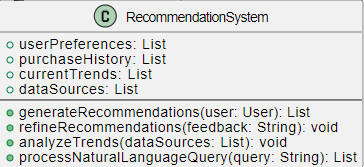 C RecommendationSystem
userPreferences: List
purchaseHistory: List
currentTrends: List
dataSources: List
generateRecommendations(user: User): List
refineRecommendations(feedback: String): void
analyzeTrends(dataSources: List): void
processNaturalLanguageQuery(query: String): List